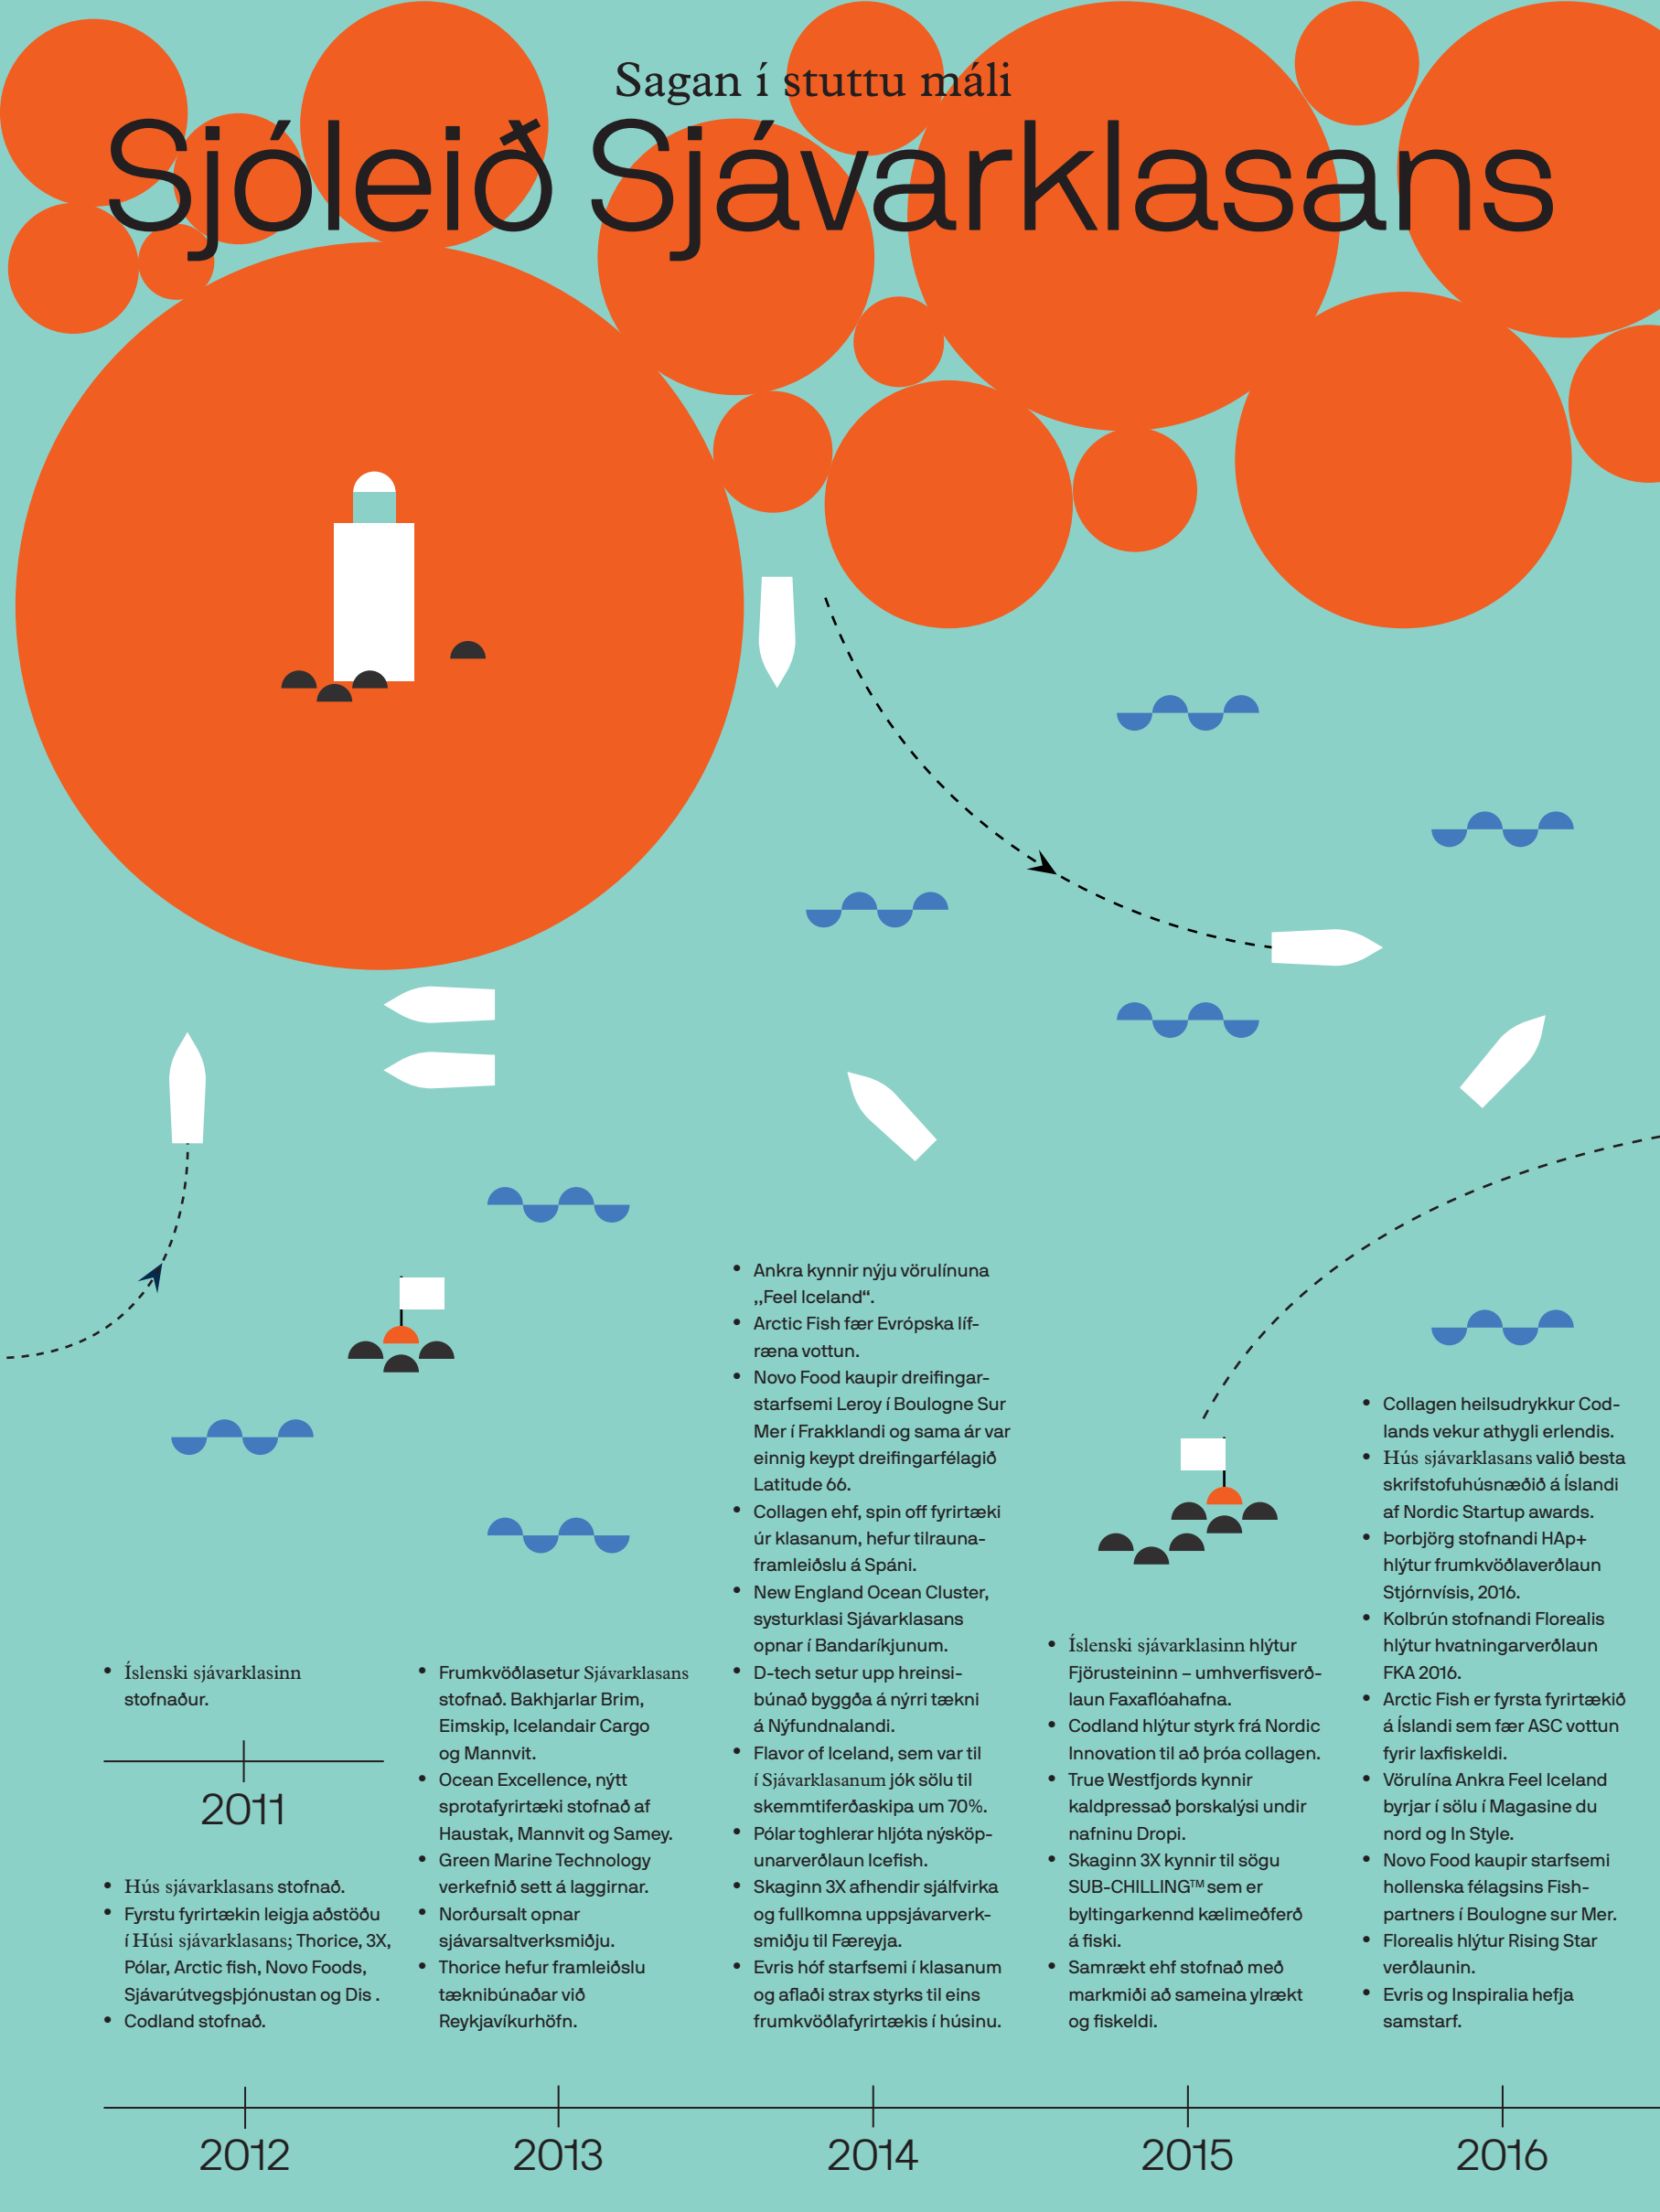 Sagan í stuttu máli
Sjóleið Sjávarklasans
• Íslenski sjávarklasinn
stofnaður.
2011
• Hús sjávarklasans stofnað.
• Fyrstu fyrirtækin leigja aðstöðu
í Húsi sjávarklasans; Thorice, 3X,
Pólar, Arctic fish, Novo Foods,
Sjávarútvegsþjónustan og Dis .
• Codland stofnað.
2012
• Frumkvöðlasetur Sjávarklasans
stofnað. Bakhjarlar Brim,
Eimskip, Icelandair Cargo
og Mannvit.
• Ocean Excellence, nýtt
sprotafyrirtæki stofnað af
Haustak, Mannvit og Samey.
• Green Marine Technology
verkefnið sett á laggirnar.
• Norðursalt opnar
sjávarsaltverksmiðju.
• Thorice hefur framleiðslu
tæknibúnaðar við
Reykjavíkurhöfn.
2013
• Ankra kynnir nýju vörulínuna
„Feel Iceland“.
• Arctic Fish fær Evrópska líf-
ræna vottun.
• Novo Food kaupir dreifingar-
starfsemi Leroy í Boulogne Sur
Mer í Frakklandi og sama ár var
einnig keypt dreifingarfélagið
Latitude 66.
• Collagen ehf, spin off fyrirtæki
úr klasanum, hefur tilrauna-
framleiðslu á Spáni.
• New England Ocean Cluster,
systurklasi Sjávarklasans
opnar í Bandaríkjunum.
• D-tech setur upp hreinsi-
búnað byggða á nýrri tækni
á Nýfundnalandi.
• Flavor of Iceland, sem var til
í Sjávarklasanum jók sölu til
skemmtiferðaskipa um 70%.
• Pólar toghlerar hljóta nýsköp-
unarverðlaun Icefish.
• Skaginn 3X afhendir sjálfvirka
og fullkomna uppsjávarverk-
smiðju til Færeyja.
• Evris hóf starfsemi í klasanum
og aflaði strax styrks til eins
frumkvöðlafyrirtækis í húsinu.
2014
• Íslenski sjávarklasinn hlýtur
Fjörusteininn – umhverfisverð-
laun Faxaflóahafna.
• Codland hlýtur styrk frá Nordic
Innovation til að þróa collagen.
• True Westfjords kynnir
kaldpressað þorskalýsi undir
nafninu Dropi.
• Skaginn 3X kynnir til sögu
SUB-CHILLING™ sem er
byltingarkennd kælimeðferð
á fiski.
• Samrækt ehf stofnað með
markmiði að sameina ylrækt
og fiskeldi.
2015
• Collagen heilsudrykkur Cod-
lands vekur athygli erlendis.
• Hús sjávarklasans valið besta
skrifstofuhúsnæðið á Íslandi
af Nordic Startup awards.
• Þorbjörg stofnandi HAp+
hlýtur frumkvöðlaverðlaun
Stjórnvísis, 2016.
• Kolbrún stofnandi Florealis
hlýtur hvatningarverðlaun
FKA 2016.
• Arctic Fish er fyrsta fyrirtækið
á Íslandi sem fær ASC vottun
fyrir laxfiskeldi.
• Vörulína Ankra Feel Iceland
byrjar í sölu í Magasine du
nord og In Style.
• Novo Food kaupir starfsemi
hollenska félagsins Fish-
partners í Boulogne sur Mer.
• Florealis hlýtur Rising Star
verðlaunin.
• Evris og Inspiralia hefja
samstarf.
2016